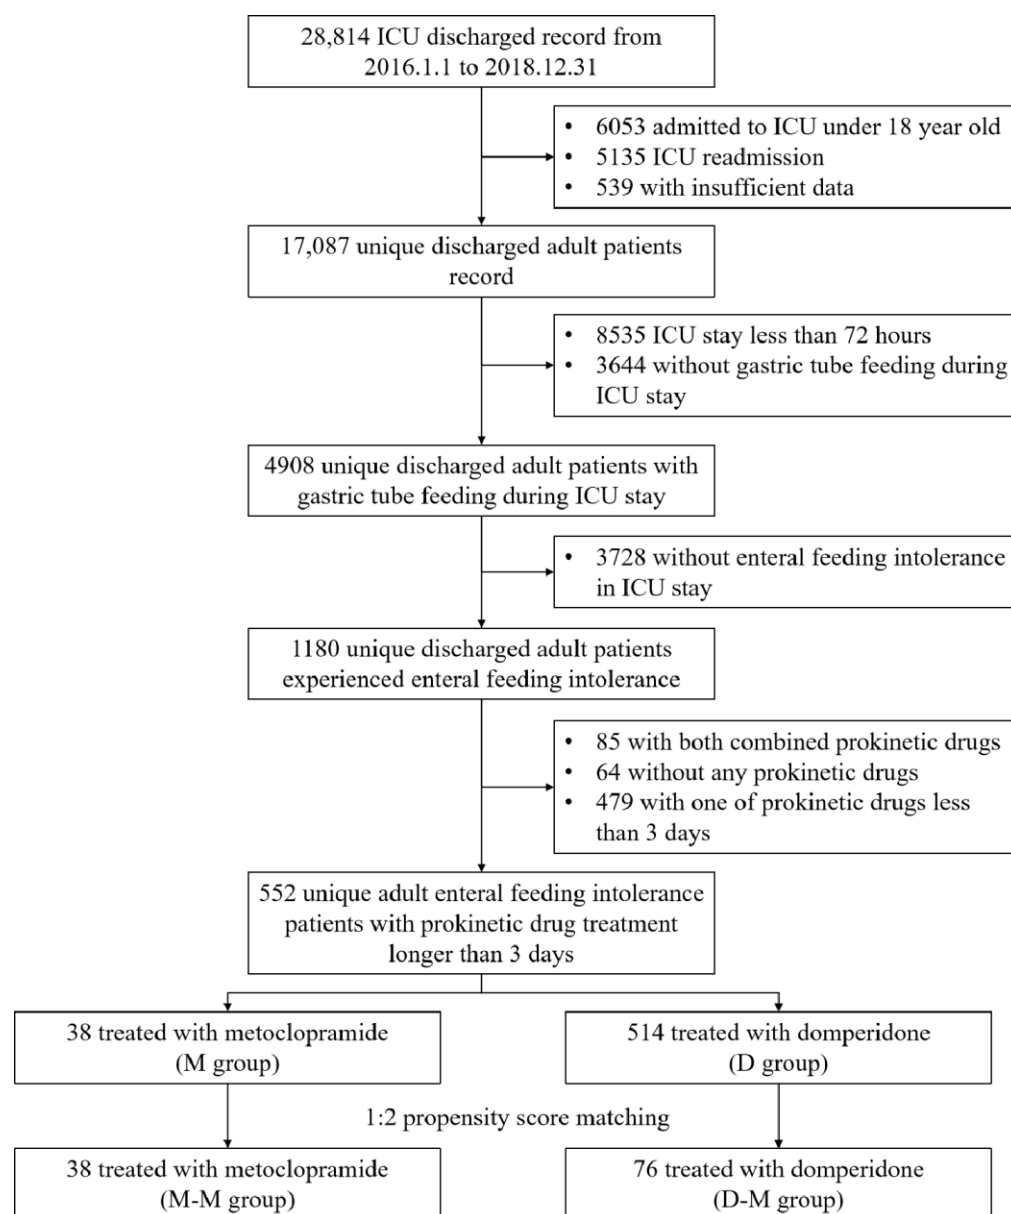 28,814 ICU discharged record from
2016.1.1 to 2018.12.31
• 6053 admitted to ICU under 18 year old
• 5135 ICU readmission
• 539 with insufficient data
17,087 unique discharged adult patients
record
• 8535 ICU stay less than 72 hours
• 3644 without gastric tube feeding during
ICU stay
4908 unique discharged adult patients with
gastric tube feeding during ICU stay
• 3728 without enteral feeding intolerance
in ICU stay
1180 unique discharged adult patients
experienced enteral feeding intolerance
• 85 with both combined prokinetic drugs
• 64 without any prokinetic drugs
• 479 with one of prokinetic drugs less
than 3 days
552 unique adult enteral feeding intolerance
patients with prokinetic drug treatment
longer than 3 days
38 treated with metoclopramide
(M group)
514 treated with domperidone
(D group)
1:2 propensity score matching
38 treated with metoclopramide
(M-M group)
76 treated with domperidone
(D-M group)